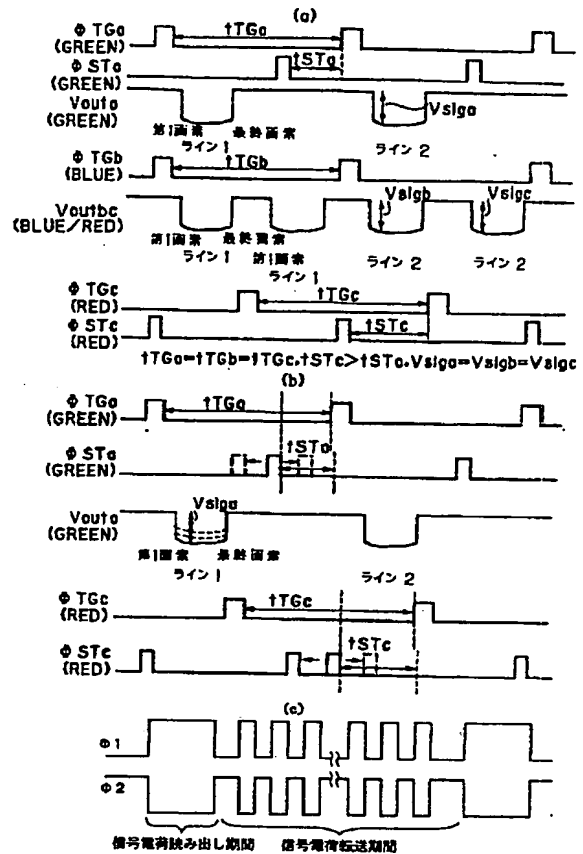 (a)
Φ TGa
(GREEN)
tTGa
Φ STa
(GREEN)
tSTa
Vouta
(GREEN)
Vsiga
第1画素 最終画素
ライン 1
ライン 2
Φ TGb
(BLUE)
tTGb
Voutbc
(BLUE/RED)
Vsigb
Vsigc
第1画素 最終画素
ライン 1
第1画素
ライン 1
ライン 2
ライン 2
Φ TGc
(RED)
tTGc
Φ STc
(RED)
tSTc
tTGa=tTGb=tTGc.tSTc>tSTa.Vsiga=Vsigb=Vsigc
(b)
Φ TGa
(GREEN)
tTGa
Φ STa
(GREEN)
tSTa
Vouta
(GREEN)
Vsiga
第1画素 最終画素
ライン 1
ライン 2
Φ TGc
(RED)
tTGc
Φ STc
(RED)
tSTc
(c)
Φ1
Φ2
信号電荷読み出し期間 信号電荷転送期間